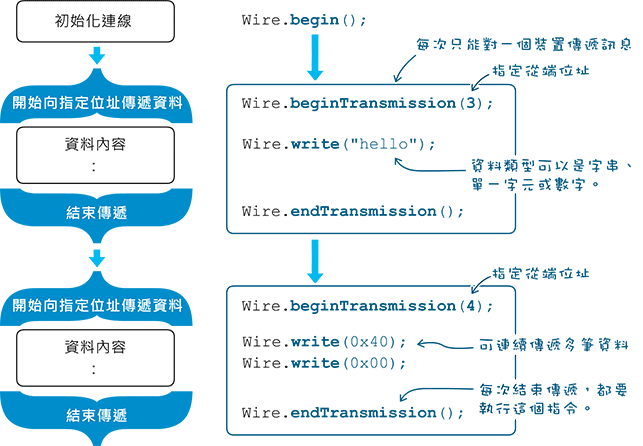 初始化連線
Wire.begin();
每次只能對一個裝置傳遞訊息
指定從端位址
開始向指定位址傳遞資料
Wire.beginTransmission(3);
資料內容
:
Wire.write("hello");
資料類型可以是字串、
單一字元或數字。
結束傳遞
Wire.endTransmission();
指定從端位址
開始向指定位址傳遞資料
Wire.beginTransmission(4);
資料內容
:
Wire.write(0x40);
可連續傳遞多筆資料
Wire.write(0x00);
每次結束傳遞，都要
執行這個指令。
結束傳遞
Wire.endTransmission();